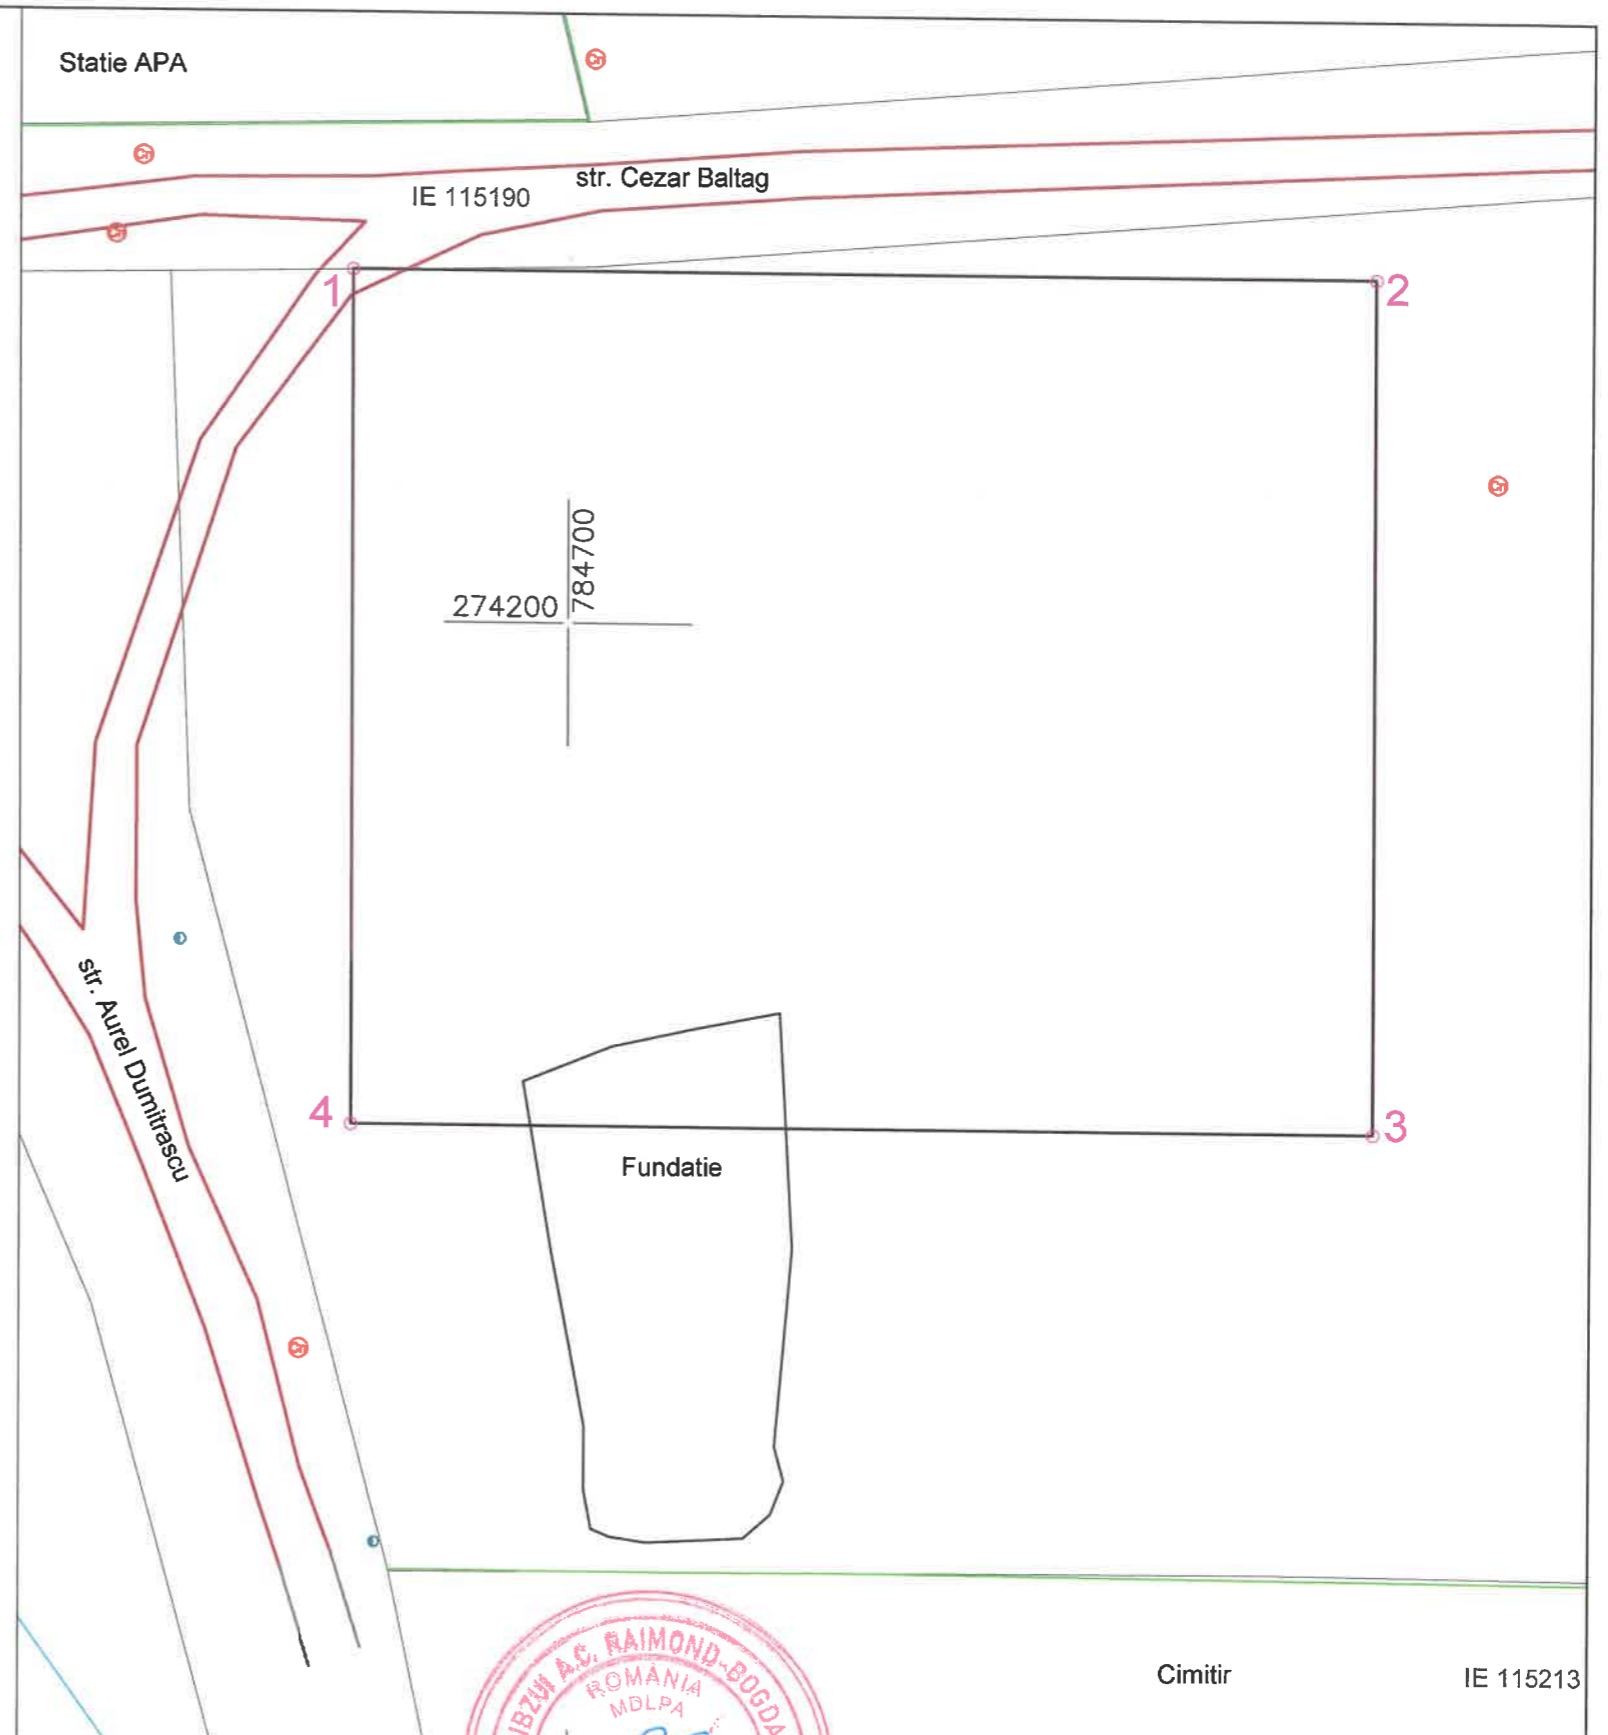 Statie APA
str. Cezar Baltag
IE 115190
1
2
784700
274200
str. Aurel Dumitrascu
4
3
Fundatie
RAIMOND-BOGDA
ROMÂNIA
MDLPA
Cimitir
IE 115213